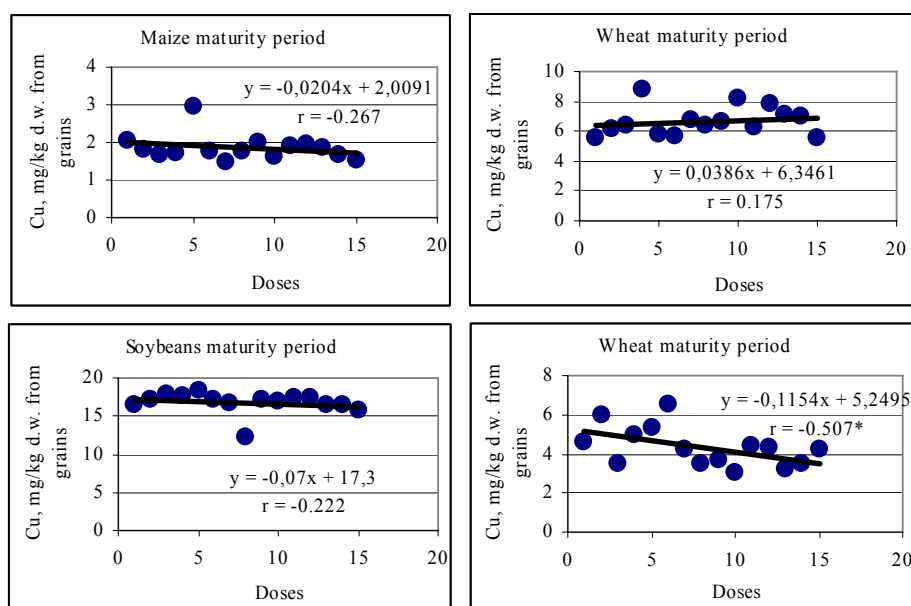 Maize maturity period
Cu, mg/kg d.w. from
grains
4
3
2
1
0
y = -0,0204x + 2,0091
r = -0.267
0 5 10 15 20
Doses
Wheat maturity period
Cu, mg/kg d.w. from
grains
10
8
6
4
2
0
y = 0,0386x + 6,3461
r = 0.175
0 5 10 15 20
Doses
Soybeans maturity period
Cu, mg/kg d.w. from
grains
20
15
10
5
0
y = -0,07x + 17,3
r = -0.222
0 5 10 15 20
Doses
Wheat maturity period
Cu, mg/kg d.w. from
grains
8
6
4
2
0
y = -0,1154x + 5,2495
r = -0.507*
0 5 10 15 20
Doses